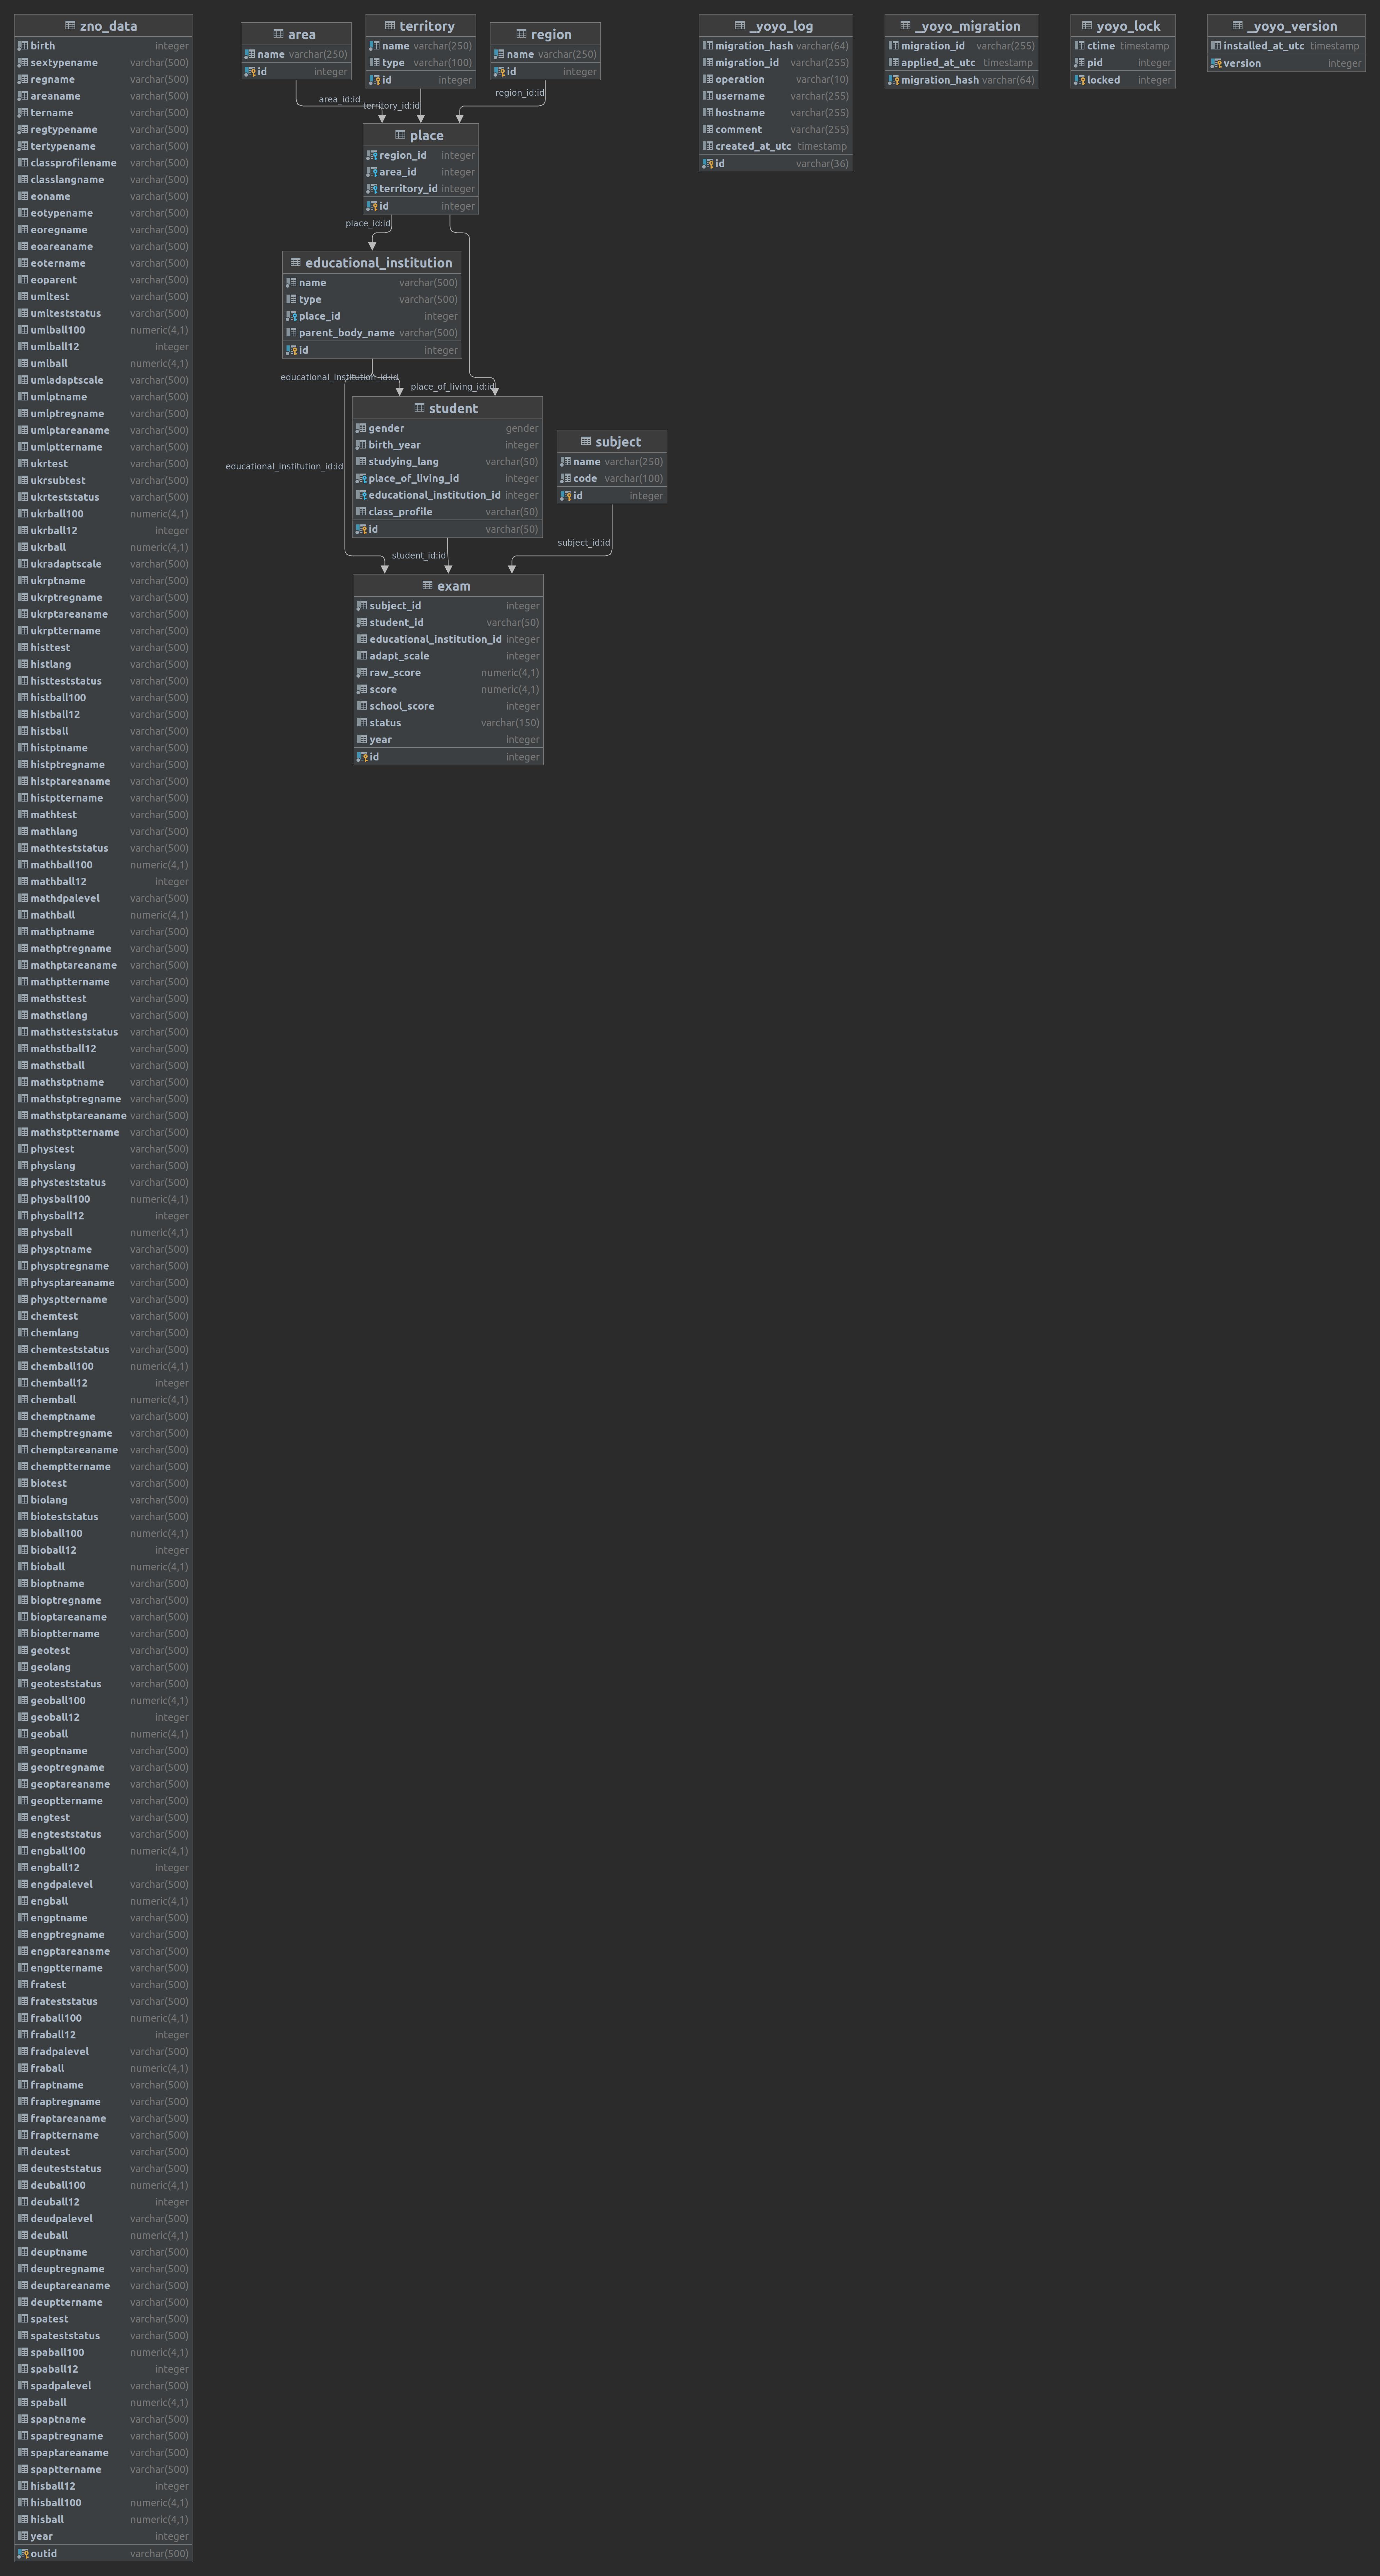 zno_data
birth integer
sextypename varchar(500)
regname varchar(500)
areaname varchar(500)
tername varchar(500)
regtypename varchar(500)
tertypename varchar(500)
classprofilename varchar(500)
classlangname varchar(500)
eoname varchar(500)
eotypename varchar(500)
eoregname varchar(500)
eoareaname varchar(500)
eotername varchar(500)
eoparent varchar(500)
umltest varchar(500)
umlteststatus varchar(500)
umlball100 numeric(4,1)
umlball12 integer
umlball numeric(4,1)
umladaptscale varchar(500)
umlptname varchar(500)
umlptregname varchar(500)
umlptareaname varchar(500)
umlpttername varchar(500)
ukrtest varchar(500)
ukrsubtest varchar(500)
ukrteststatus varchar(500)
ukrball100 numeric(4,1)
ukrball12 integer
ukrball numeric(4,1)
ukradaptscale varchar(500)
ukrptname varchar(500)
ukrptregname varchar(500)
ukrptareaname varchar(500)
ukrpttername varchar(500)
histtest varchar(500)
histlang varchar(500)
histteststatus varchar(500)
histball100 varchar(500)
histball12 varchar(500)
histball varchar(500)
histptname varchar(500)
histptregname varchar(500)
histptareaname varchar(500)
histpttername varchar(500)
mathtest varchar(500)
mathlang varchar(500)
mathteststatus varchar(500)
mathball100 numeric(4,1)
mathball12 integer
mathdpalevel varchar(500)
mathball numeric(4,1)
mathptname varchar(500)
mathptregname varchar(500)
mathptareaname varchar(500)
mathpttername varchar(500)
mathsttest varchar(500)
mathstlang varchar(500)
mathstteststatus varchar(500)
mathstball12 varchar(500)
mathstball varchar(500)
mathstptname varchar(500)
mathstptregname varchar(500)
mathstptareaname varchar(500)
mathstpttername varchar(500)
phystest varchar(500)
physlang varchar(500)
physteststatus varchar(500)
physball100 numeric(4,1)
physball12 integer
physball numeric(4,1)
physptname varchar(500)
physptregname varchar(500)
physptareaname varchar(500)
physpttername varchar(500)
chemtest varchar(500)
chemlang varchar(500)
chemteststatus varchar(500)
chemball100 numeric(4,1)
chemball12 integer
chemball numeric(4,1)
chemptname varchar(500)
chemptregname varchar(500)
chemptareaname varchar(500)
chempttername varchar(500)
biotest varchar(500)
biolang varchar(500)
bioteststatus varchar(500)
bioball100 numeric(4,1)
bioball12 integer
bioball numeric(4,1)
bioptname varchar(500)
bioptregname varchar(500)
bioptareaname varchar(500)
biopttername varchar(500)
geotest varchar(500)
geolang varchar(500)
geoteststatus varchar(500)
geoball100 numeric(4,1)
geoball12 integer
geoball numeric(4,1)
geoptname varchar(500)
geoptregname varchar(500)
geoptareaname varchar(500)
geopttername varchar(500)
engtest varchar(500)
engteststatus varchar(500)
engball100 numeric(4,1)
engball12 integer
engdpalevel varchar(500)
engball numeric(4,1)
engptname varchar(500)
engptregname varchar(500)
engptareaname varchar(500)
engpttername varchar(500)
fratest varchar(500)
frateststatus varchar(500)
fraball100 numeric(4,1)
fraball12 integer
fradpalevel varchar(500)
fraball numeric(4,1)
fraptname varchar(500)
fraptregname varchar(500)
fraptareaname varchar(500)
frapttername varchar(500)
deutest varchar(500)
deuteststatus varchar(500)
deuball100 numeric(4,1)
deuball12 integer
deudpalevel varchar(500)
deuball numeric(4,1)
deuptname varchar(500)
deuptregname varchar(500)
deuptareaname varchar(500)
deupttername varchar(500)
spatest varchar(500)
spateststatus varchar(500)
spaball100 numeric(4,1)
spaball12 integer
spadpalevel varchar(500)
spaball numeric(4,1)
spaptname varchar(500)
spaptregname varchar(500)
spaptareaname varchar(500)
spapttername varchar(500)
hisball12 integer
hisball100 numeric(4,1)
hisball numeric(4,1)
year integer
outid varchar(500)
area
name varchar(250)
id integer
territory
name varchar(250)
type varchar(100)
id integer
region
name varchar(250)
id integer
area_id:id
territory_id:id
region_id:id
place
region_id integer
area_id integer
territory_id integer
id integer
place_id:id
educational_institution
name varchar(500)
type varchar(500)
place_id integer
parent_body_name varchar(500)
id integer
educational_institution_id:id
place_of_living_id:id
student
gender gender
birth_year integer
studying_lang varchar(50)
place_of_living_id integer
educational_institution_id integer
class_profile varchar(50)
id varchar(50)
subject
name varchar(250)
code varchar(100)
id integer
educational_institution_id:id
student_id:id
subject_id:id
exam
subject_id integer
student_id varchar(50)
educational_institution_id integer
adapt_scale integer
raw_score numeric(4,1)
score numeric(4,1)
school_score integer
status varchar(150)
year integer
id integer
_yoyo_log
migration_hash varchar(64)
migration_id varchar(255)
operation varchar(10)
username varchar(255)
hostname varchar(255)
comment varchar(255)
created_at_utc timestamp
id varchar(36)
_yoyo_migration
migration_id varchar(255)
applied_at_utc timestamp
migration_hash varchar(64)
yoyo_lock
ctime timestamp
pid integer
locked integer
_yoyo_version
installed_at_utc timestamp
version integer